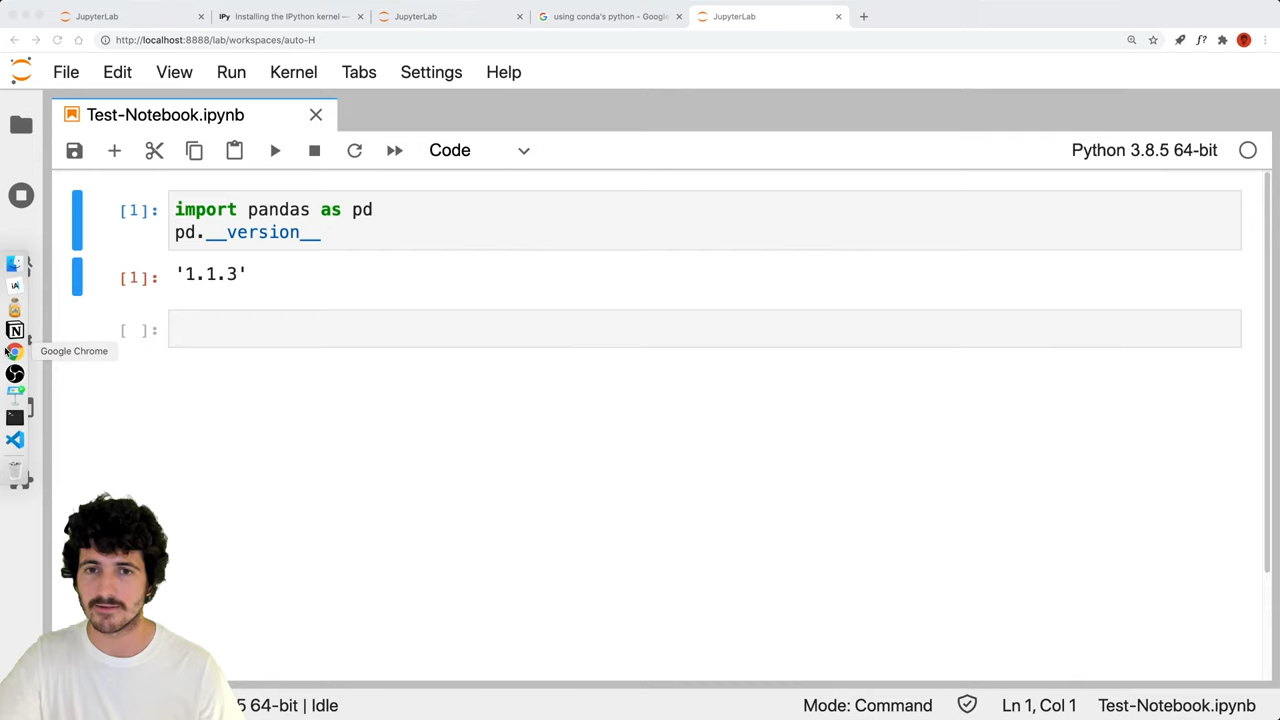 JupyterLab
IPy Installing the IPython kernel —
JupyterLab
using conda's python - Google
JupyterLab
http://localhost:8888/lab/workspaces/auto-H
File Edit View Run Kernel Tabs Settings Help
Test-Notebook.ipynb
Code
Python 3.8.5 64-bit
[1]: import pandas as pd
pd.__version__
[1]: '1.1.3'
[ ]:
Google Chrome
5 64-bit | Idle
Mode: Command
Ln 1, Col 1
Test-Notebook.ipynb